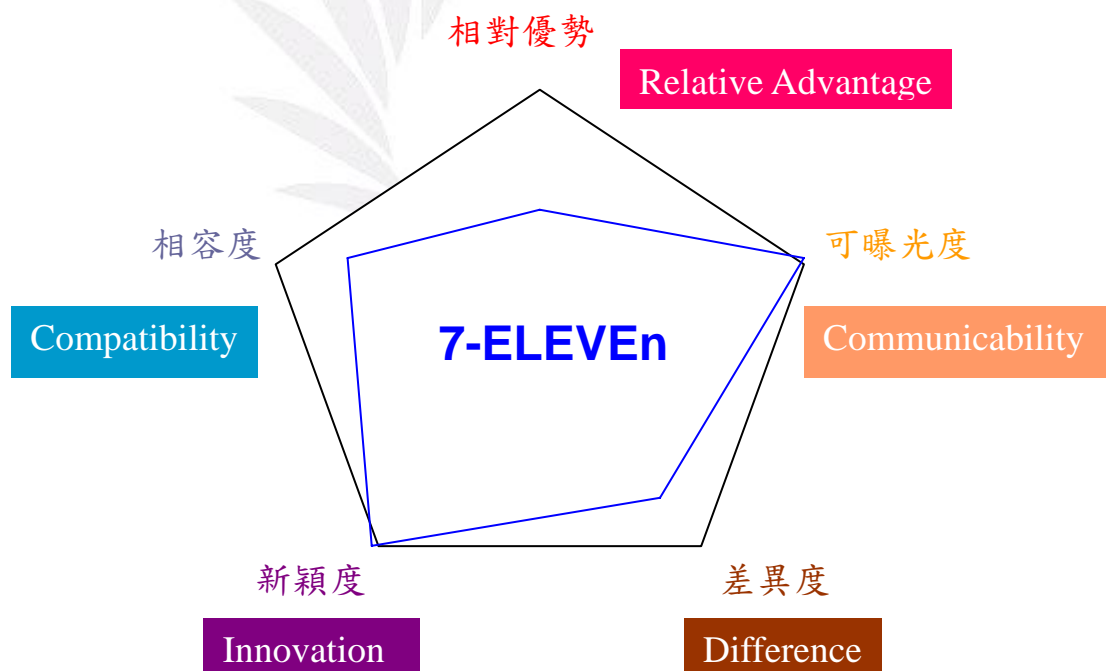 相對優勢
Relative Advantage
相容度
可曝光度
Compatibility
7-ELEVEn
Communicability
新穎度
差異度
Innovation
Difference